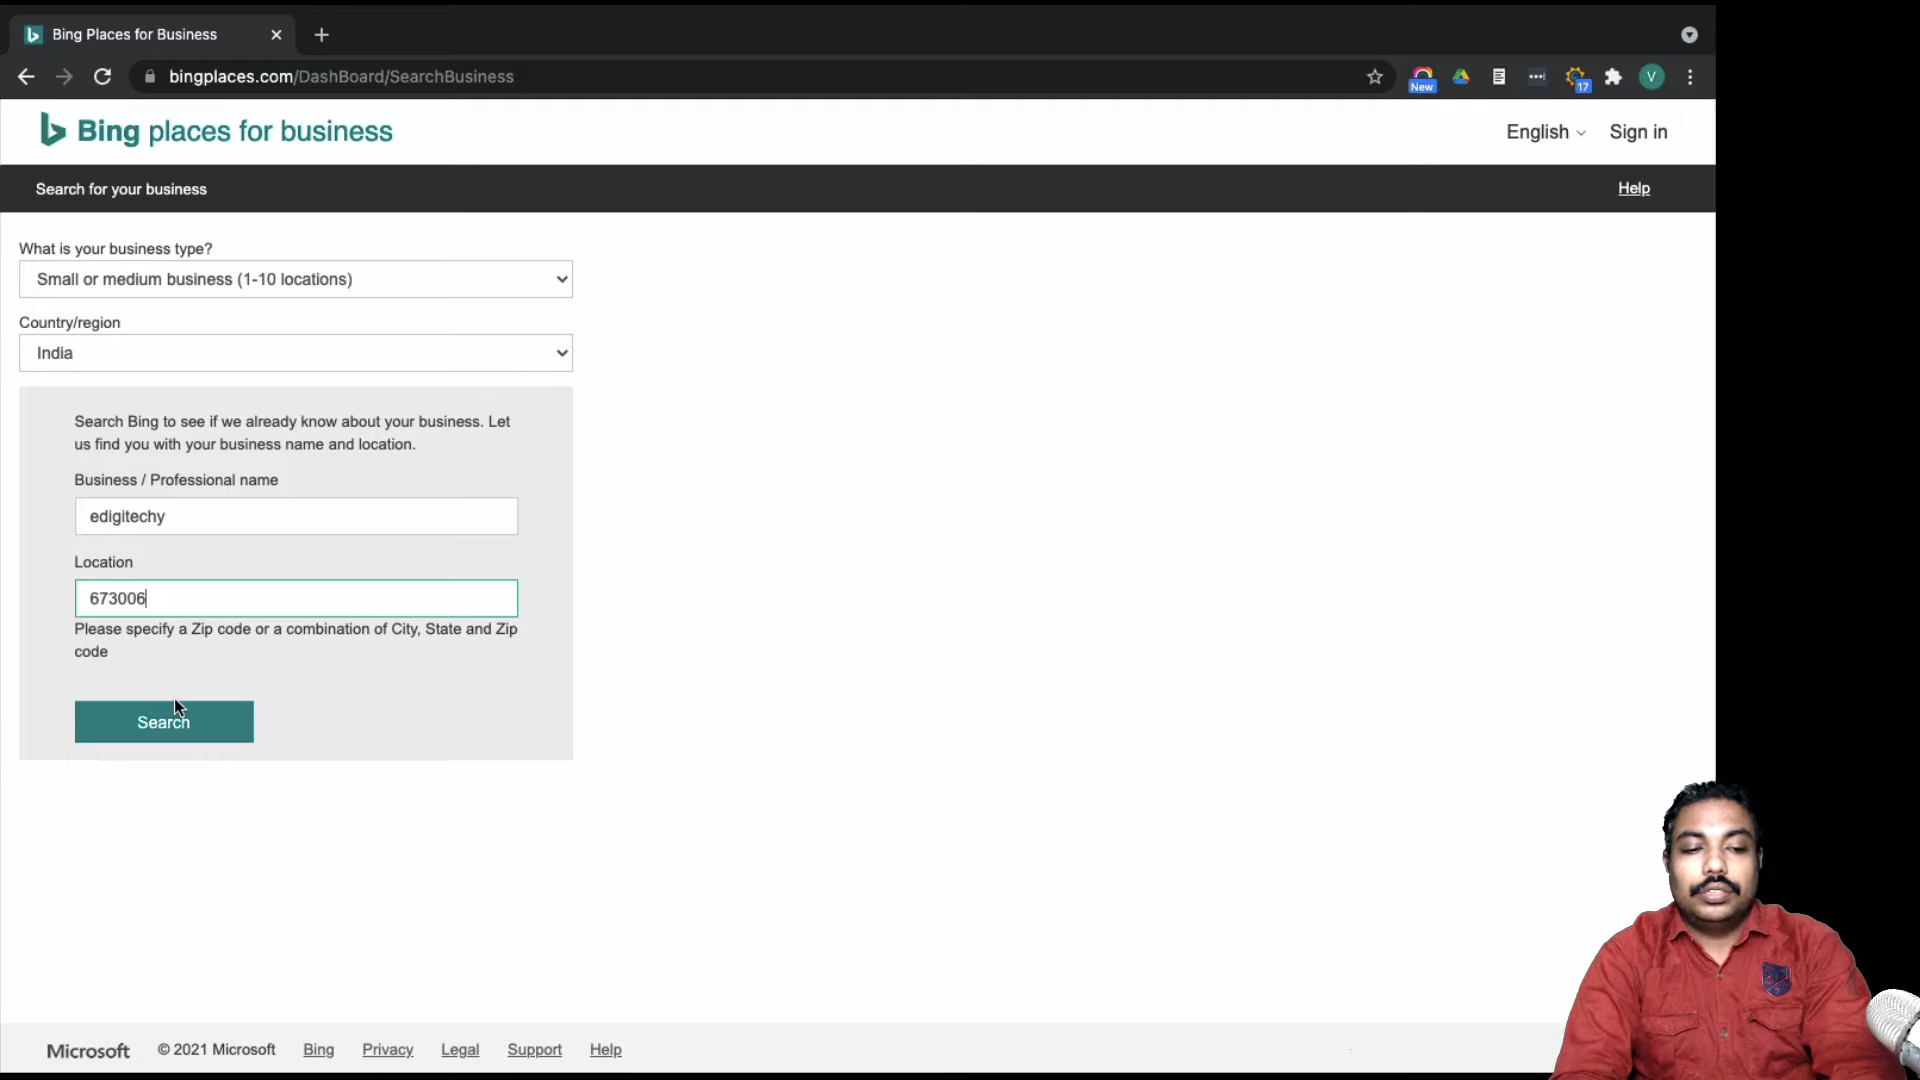 Bing Places for Business
bingplaces.com/DashBoard/SearchBusiness
New
17
V
Bing places for business
English
Sign in
Search for your business
Help
What is your business type?
Small or medium business (1-10 locations)
Country/region
India
Search Bing to see if we already know about your business. Let
us find you with your business name and location.
Business / Professional name
edigitechy
Location
673006
Please specify a Zip code or a combination of City, State and Zip
code
Search
Microsoft
© 2021 Microsoft
Bing
Privacy
Legal
Support
Help